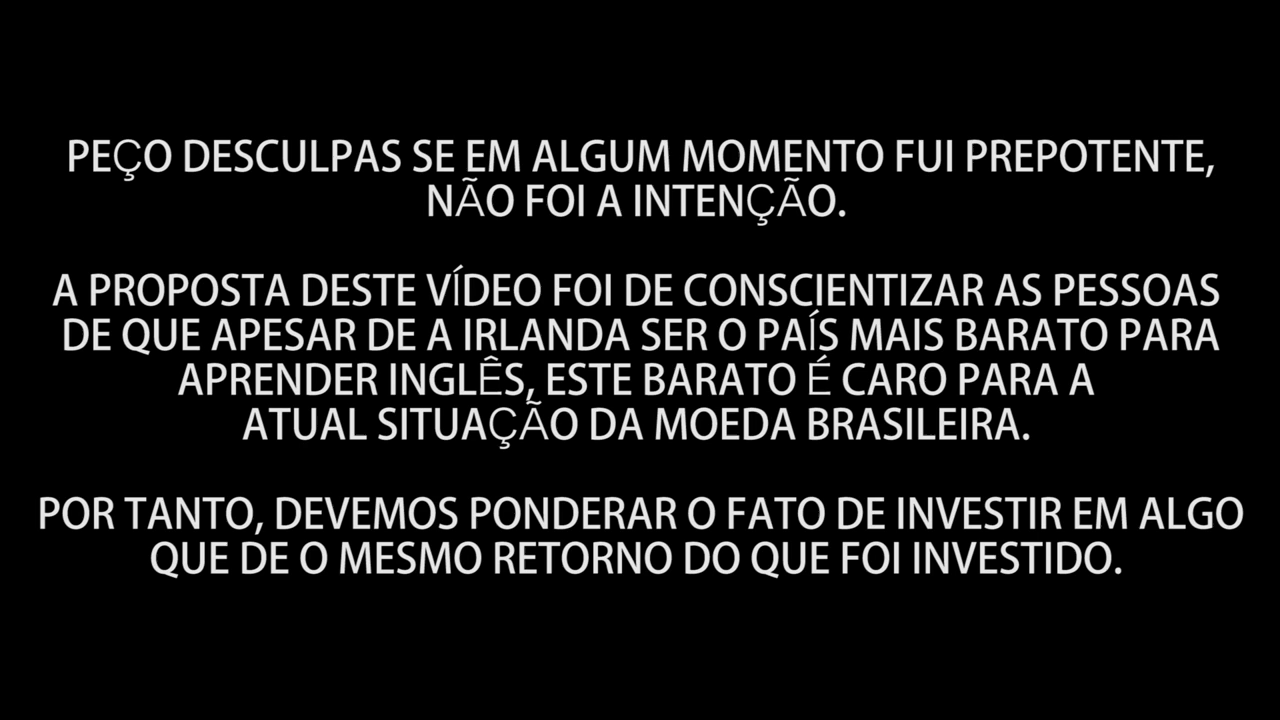 PEÇO DESCULPAS SE EM ALGUM MOMENTO FUI PREPOTENTE,
NÃO FOI A INTENÇÃO.
A PROPOSTA DESTE VÍDEO FOI DE CONSCIENTIZAR AS PESSOAS
DE QUE APESAR DE A IRLANDA SER O PAÍS MAIS BARATO PARA
APRENDER INGLÊS, ESTE BARATO É CARO PARA A
ATUAL SITUAÇÃO DA MOEDA BRASILEIRA.
POR TANTO, DEVEMOS PONDERAR O FATO DE INVESTIR EM ALGO
QUE DE O MESMO RETORNO DO QUE FOI INVESTIDO.